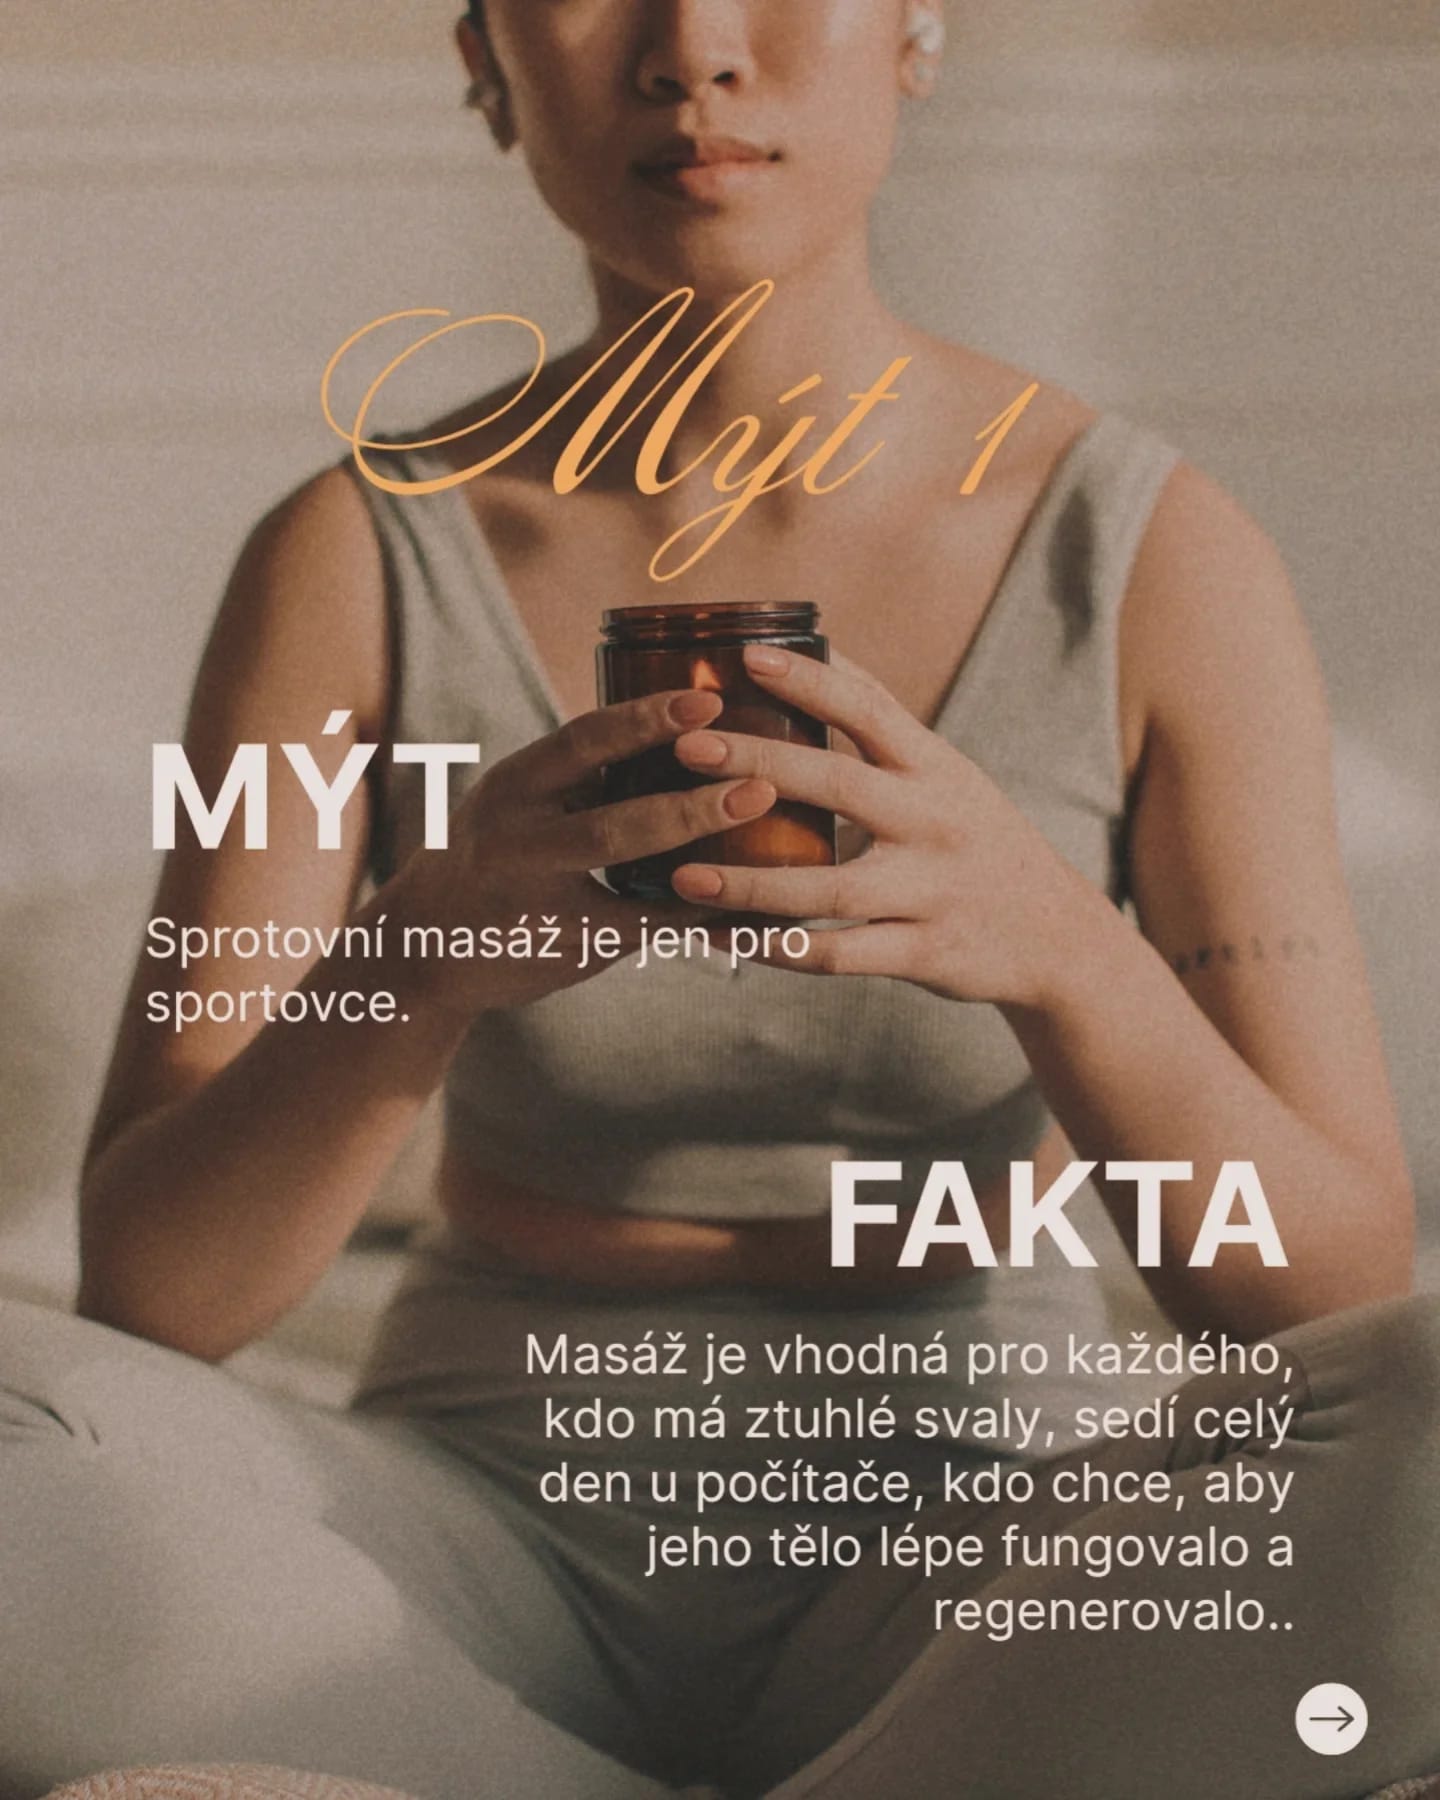 Mýt 1
MÝT
Sprotovní masáž je jen pro
sportovce.
FAKTA
Masáž je vhodná pro každého,
kdo má ztuhlé svaly, sedí celý
den u počítače, kdo chce, aby
jeho tělo lépe fungovalo a
regenerovalo..